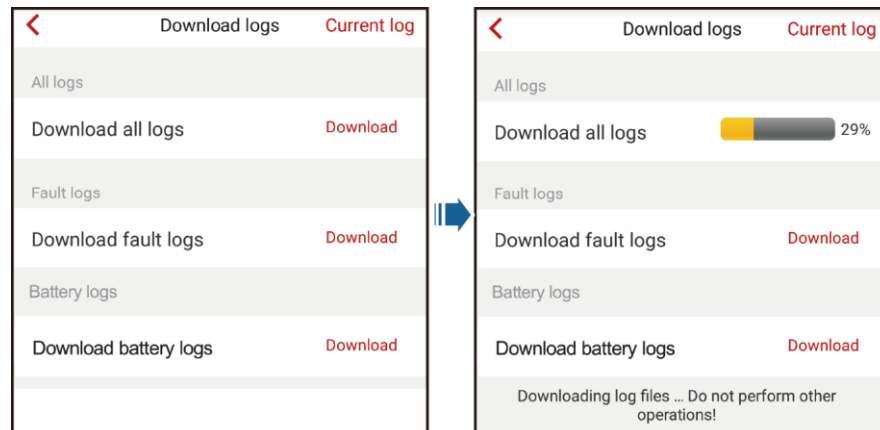 Download logs Current log
All logs
Download all logs Download
Fault logs
Download fault logs Download
Battery logs
Download battery logs Download
Download logs Current log
All logs
Download all logs 29%
Fault logs
Download fault logs Download
Battery logs
Download battery logs Download
Downloading log files ... Do not perform other
operations!